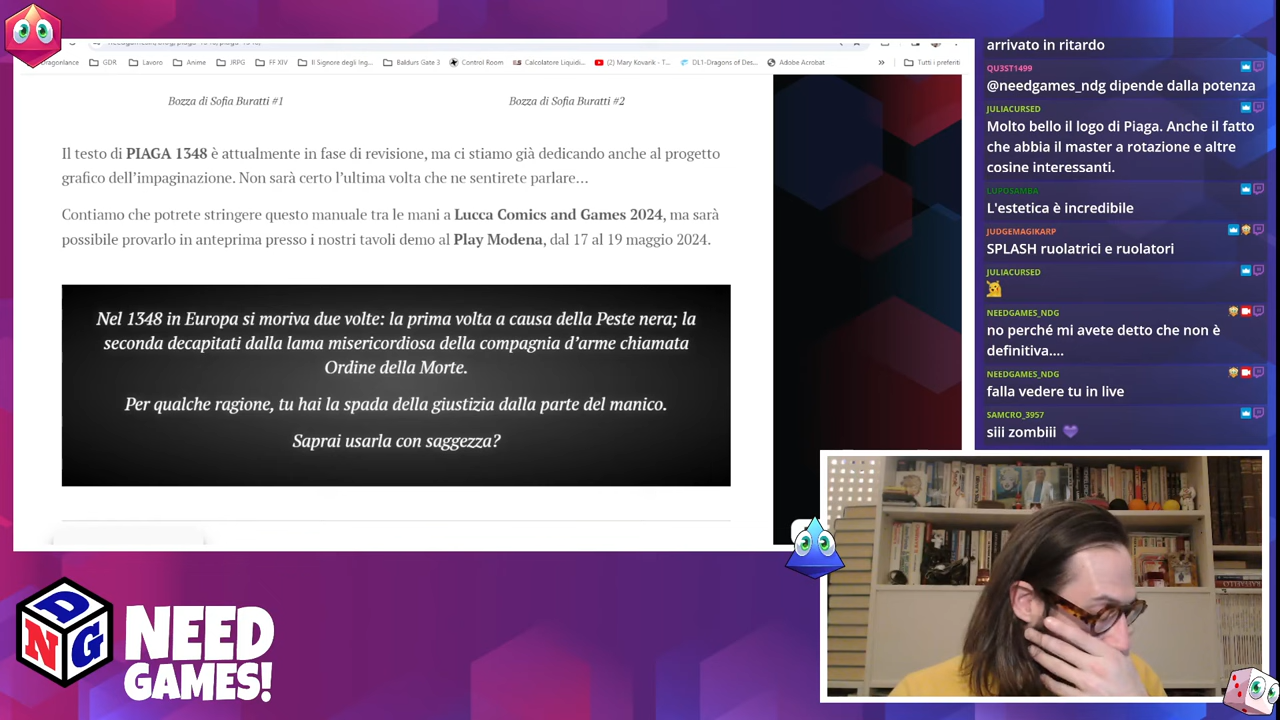 Dragonlance
GDR
Lavoro
Anime
JRPG
FF XIV
Il Signore degli Ing...
Baldurs Gate 3
Control Room
Calcolatore Liquidi...
(2) Mary Kovarik - T...
DL1-Dragons of Des...
Adobe Acrobat
»
Tutti i preferiti
Bozza di Sofia Buratti #1
Bozza di Sofia Buratti #2
Il testo di PIAGA 1348 è attualmente in fase di revisione, ma ci stiamo già dedicando anche al progetto
grafico dell'impaginazione. Non sarà certo l'ultima volta che ne sentirete parlare…
Contiamo che potrete stringere questo manuale tra le mani a Lucca Comics and Games 2024, ma sarà
possibile provarlo in anteprima presso i nostri tavoli demo al Play Modena, dal 17 al 19 maggio 2024.
Nel 1348 in Europa si moriva due volte: la prima volta a causa della Peste nera; la
seconda decapitati dalla lama misericordiosa della compagnia d'arme chiamata
Ordine della Morte.
Per qualche ragione, tu hai la spada della giustizia dalla parte del manico.
Saprai usarla con saggezza?
arrivato in ritardo
QU3ST1499
@needgames_ndg dipende dalla potenza
JULIACURSED
Molto bello il logo di Piaga. Anche il fatto
che abbia il master a rotazione e altre
cosine interessanti.
LUPOSAMBA
L'estetica è incredibile
JUDGEMAGIKARP
SPLASH ruolatrici e ruolatori
JULIACURSED
NEEDGAMES_NDG
no perché mi avete detto che non è
definitiva....
NEEDGAMES_NDG
falla vedere tu in live
SAMCRO_3957
siii zombiii
D
N G
NEED
GAMES!